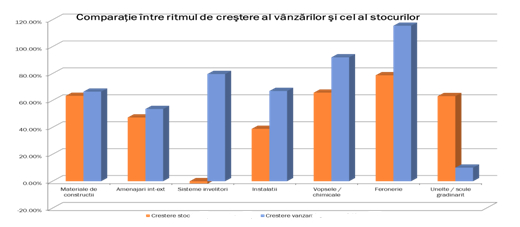 Comparație între ritmul de creştere al vânzărilor şi cel al stocurilor
120.00%
100.00%
80.00%
60.00%
40.00%
20.00%
0.00%
-20.00%
Materiale de constructii
Amenajari int-ext
Sisteme invelitori
Instalatii
Vopsele / chimicale
Feronerie
Unelte / scule gradinarit
Crestere stoc
Crestere vanzari